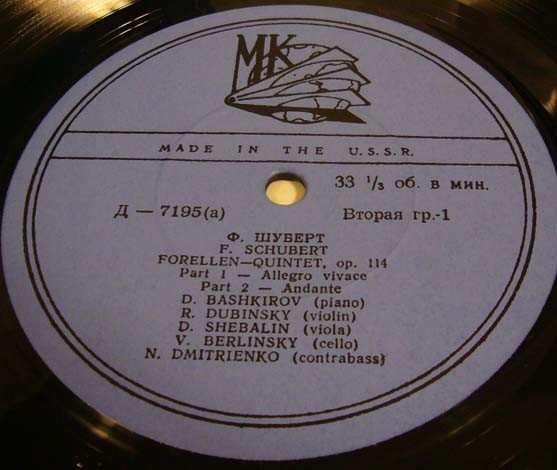 МК
MADE IN THE U.S.S.R.
33 1/3 об. в мин.
Д — 7195(а) Вторая гр.-1
Ф. ШУБЕРТ
F. SCHUBERT
FORELLEN—QUINTET, op. 114
Part 1 — Allegro vivace
Part 2 — Andante
D. BASHKIROV (piano)
R. DUBINSKY (violin)
D. SHEBALIN (viola)
V. BERLINSKY (cello)
N. DMITRIENKO (contrabass)